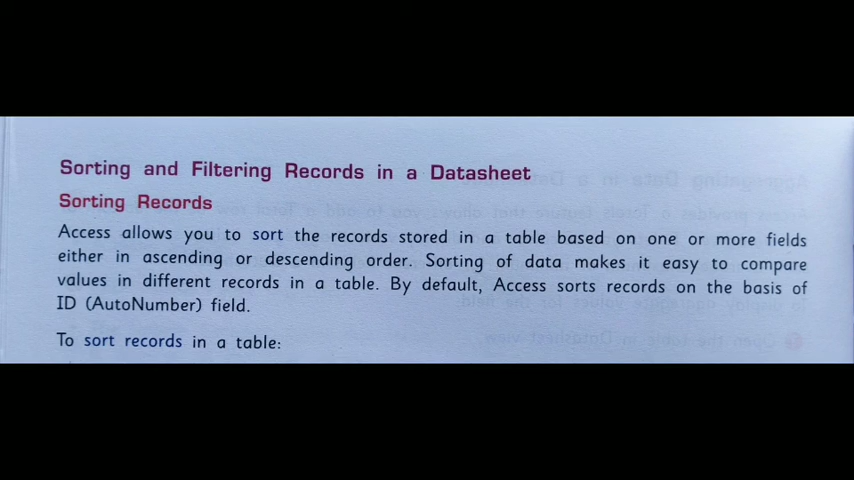 Sorting and Filtering Records in a Datasheet
Sorting Records
Access allows you to sort the records stored in a table based on one or more fields
either in ascending or descending order. Sorting of data makes it easy to compare
values in different records in a table. By default, Access sorts records on the basis of
ID (AutoNumber) field.
To sort records in a table: